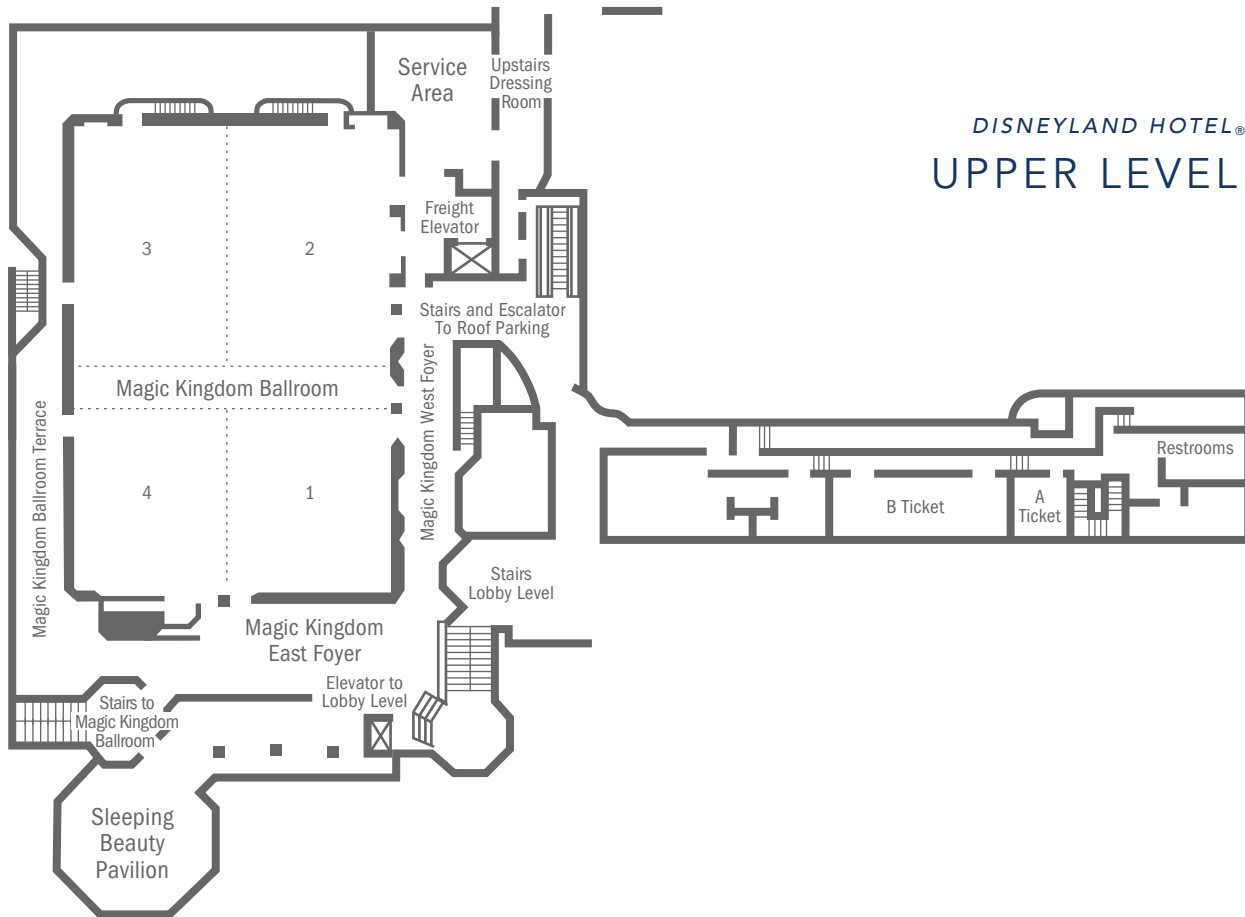 Service
Area
Upstairs
Dressing
Room
DISNEYLAND HOTEL®
UPPER LEVEL
Freight
Elevator
3
2
Stairs and Escalator
To Roof Parking
Magic Kingdom Ballroom
Magic Kingdom West Foyer
Magic Kingdom Ballroom Terrace
Restrooms
4
1
B Ticket
A
Ticket
Stairs
Lobby Level
Magic Kingdom
East Foyer
Elevator to
Lobby Level
Stairs to
Magic Kingdom
Ballroom
Sleeping
Beauty
Pavilion